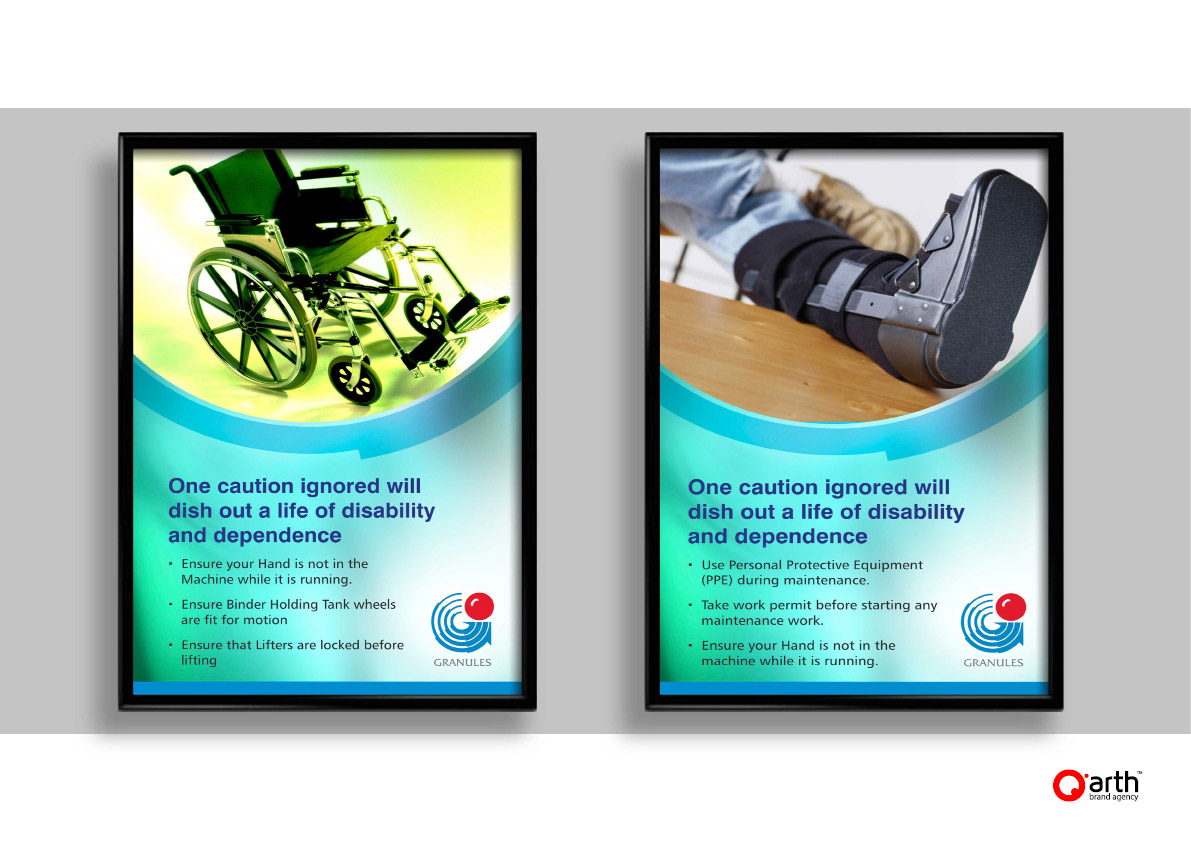 One caution ignored will
dish out a life of disability
and dependence
▪ Ensure your Hand is not in the
Machine while it is running.
▪ Ensure Binder Holding Tank wheels
are fit for motion
▪ Ensure that Lifters are locked before
lifting
GRANULES
One caution ignored will
dish out a life of disability
and dependence
▪ Use Personal Protective Equipment
(PPE) during maintenance.
▪ Take work permit before starting any
maintenance work.
▪ Ensure your Hand is not in the
machine while it is running.
GRANULES
Q'arth™
brand agency